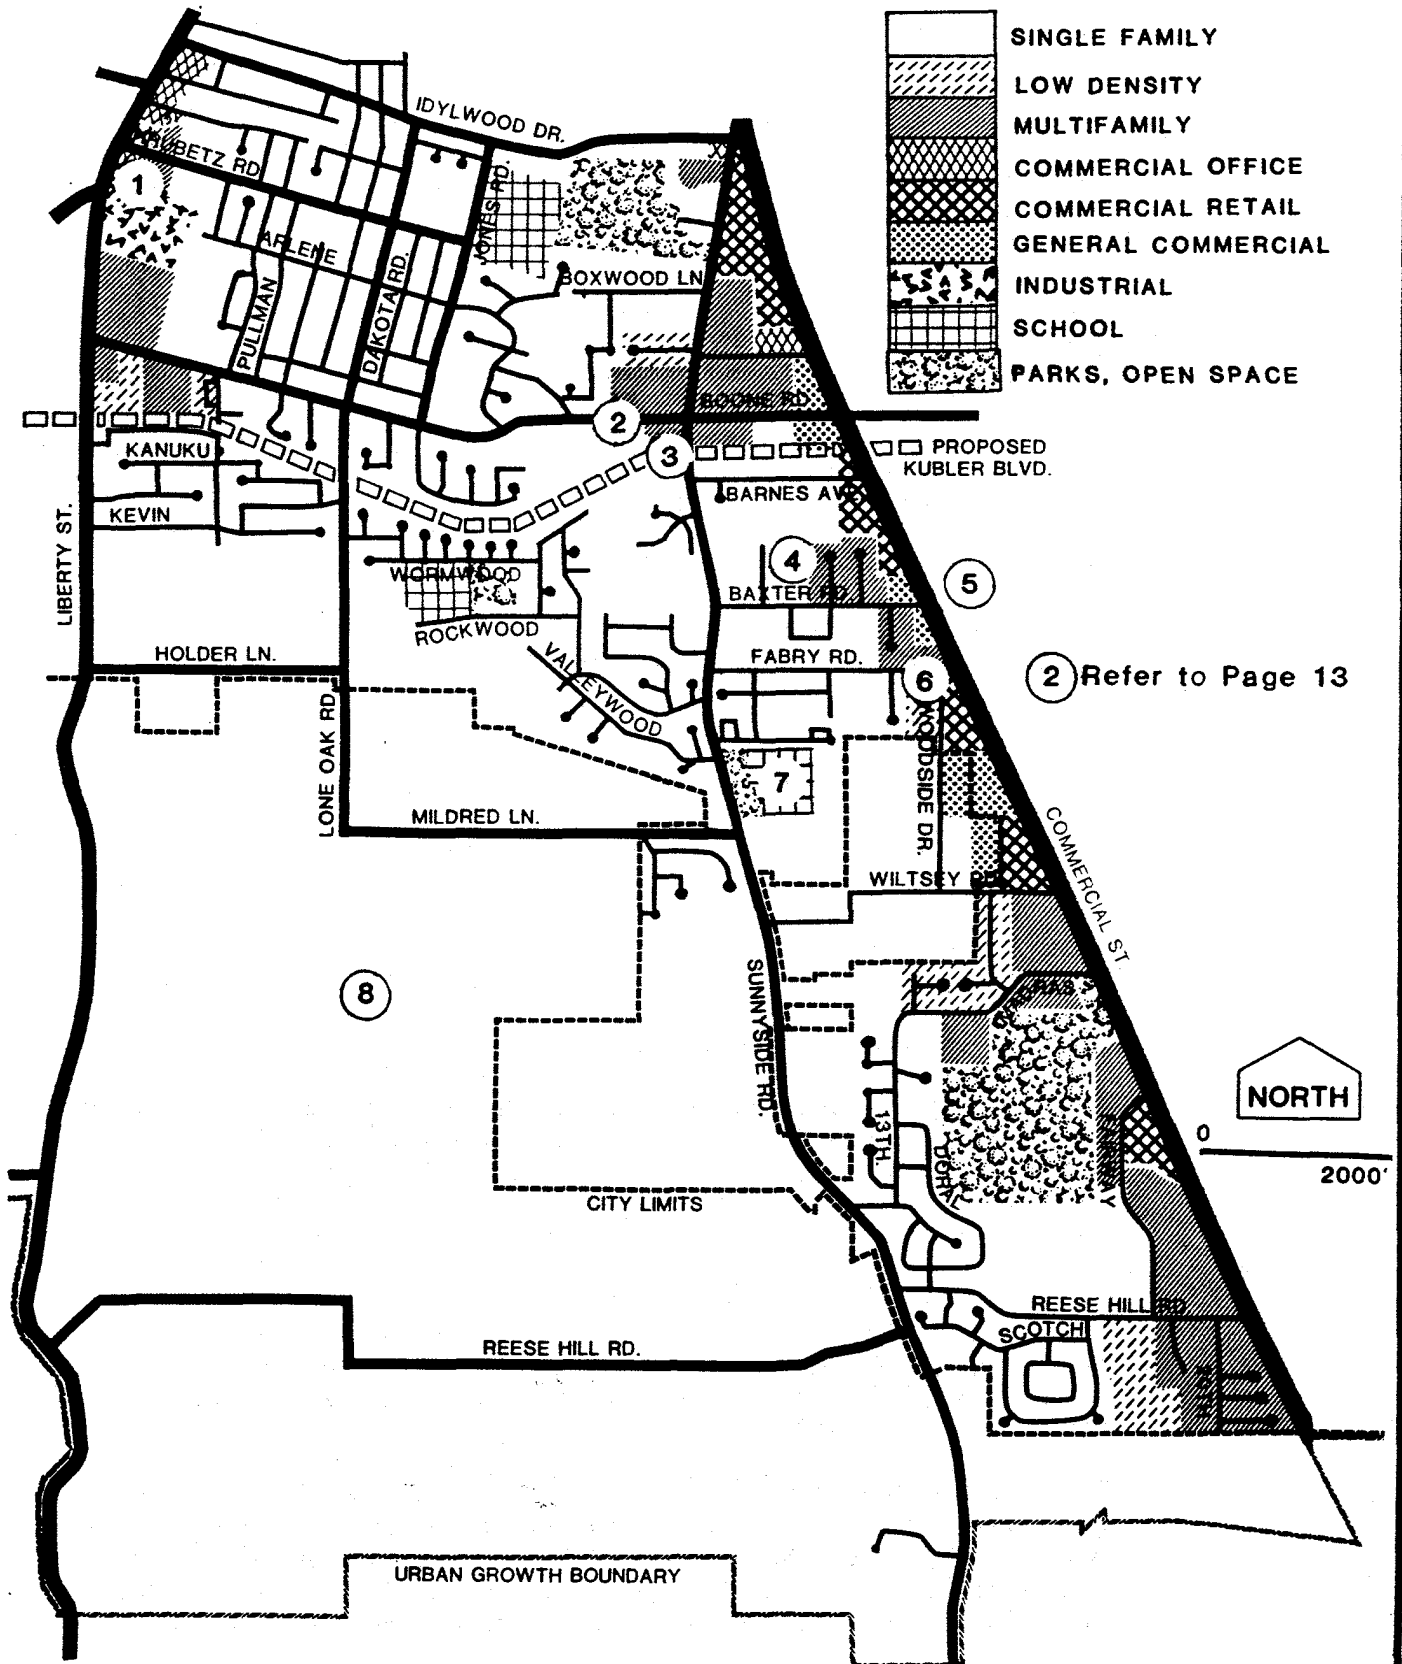 SINGLE FAMILY
LOW DENSITY
MULTIFAMILY
COMMERCIAL OFFICE
COMMERCIAL RETAIL
GENERAL COMMERCIAL
INDUSTRIAL
SCHOOL
PARKS, OPEN SPACE
IDYLWOOD DR.
KRUBETZ RD
1
JONES RD.
ARLENE
BOXWOOD LN
PULLMAN
DAKOTA RD.
BOONE RD
2
3
PROPOSED
KUBLER BLVD.
KANUKU
BARNES AVE
KEVIN
LIBERTY ST.
4
5
WORMWOOD
BAXTER RD.
ROCKWOOD
HOLDER LN.
VALLEYWOOD
FABRY RD.
6
2 Refer to Page 13
LONE OAK RD.
WOODSIDE DR.
7
MILDRED LN.
COMMERCIAL ST.
WILTSEY RD
8
SUNNYSIDE RD.
NORTH
0
2000'
13TH.
DORAL
FAIRWAY
CITY LIMITS
REESE HILL RD
SCOTCH
REESE HILL RD.
URBAN GROWTH BOUNDARY